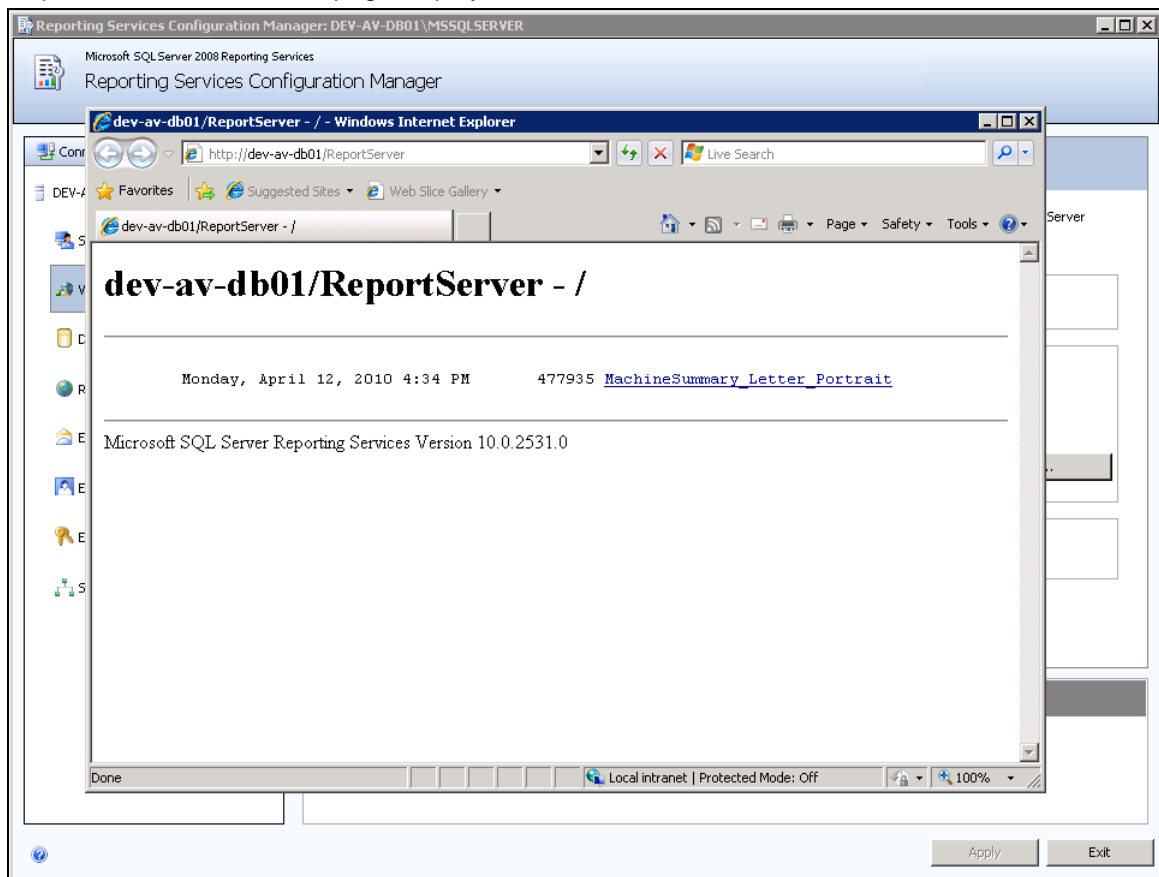 Reporting Services Configuration Manager: DEV-AV-DB01\MSSQLSERVER
Microsoft SQL Server 2008 Reporting Services
Reporting Services Configuration Manager
dev-av-db01/ReportServer - / - Windows Internet Explorer
Conn
http://dev-av-db01/ReportServer
Live Search
DEV-A
Favorites
Suggested Sites
Web Slice Gallery
dev-av-db01/ReportServer - /
Page
Safety
Tools
Server
S
V
dev-av-db01/ReportServer - /
D
Monday, April 12, 2010 4:34 PM 477935 MachineSummary_Letter_Portrait
R
E
Microsoft SQL Server Reporting Services Version 10.0.2531.0
..
E
E
S
Done
Local intranet | Protected Mode: Off
100%
Apply
Exit